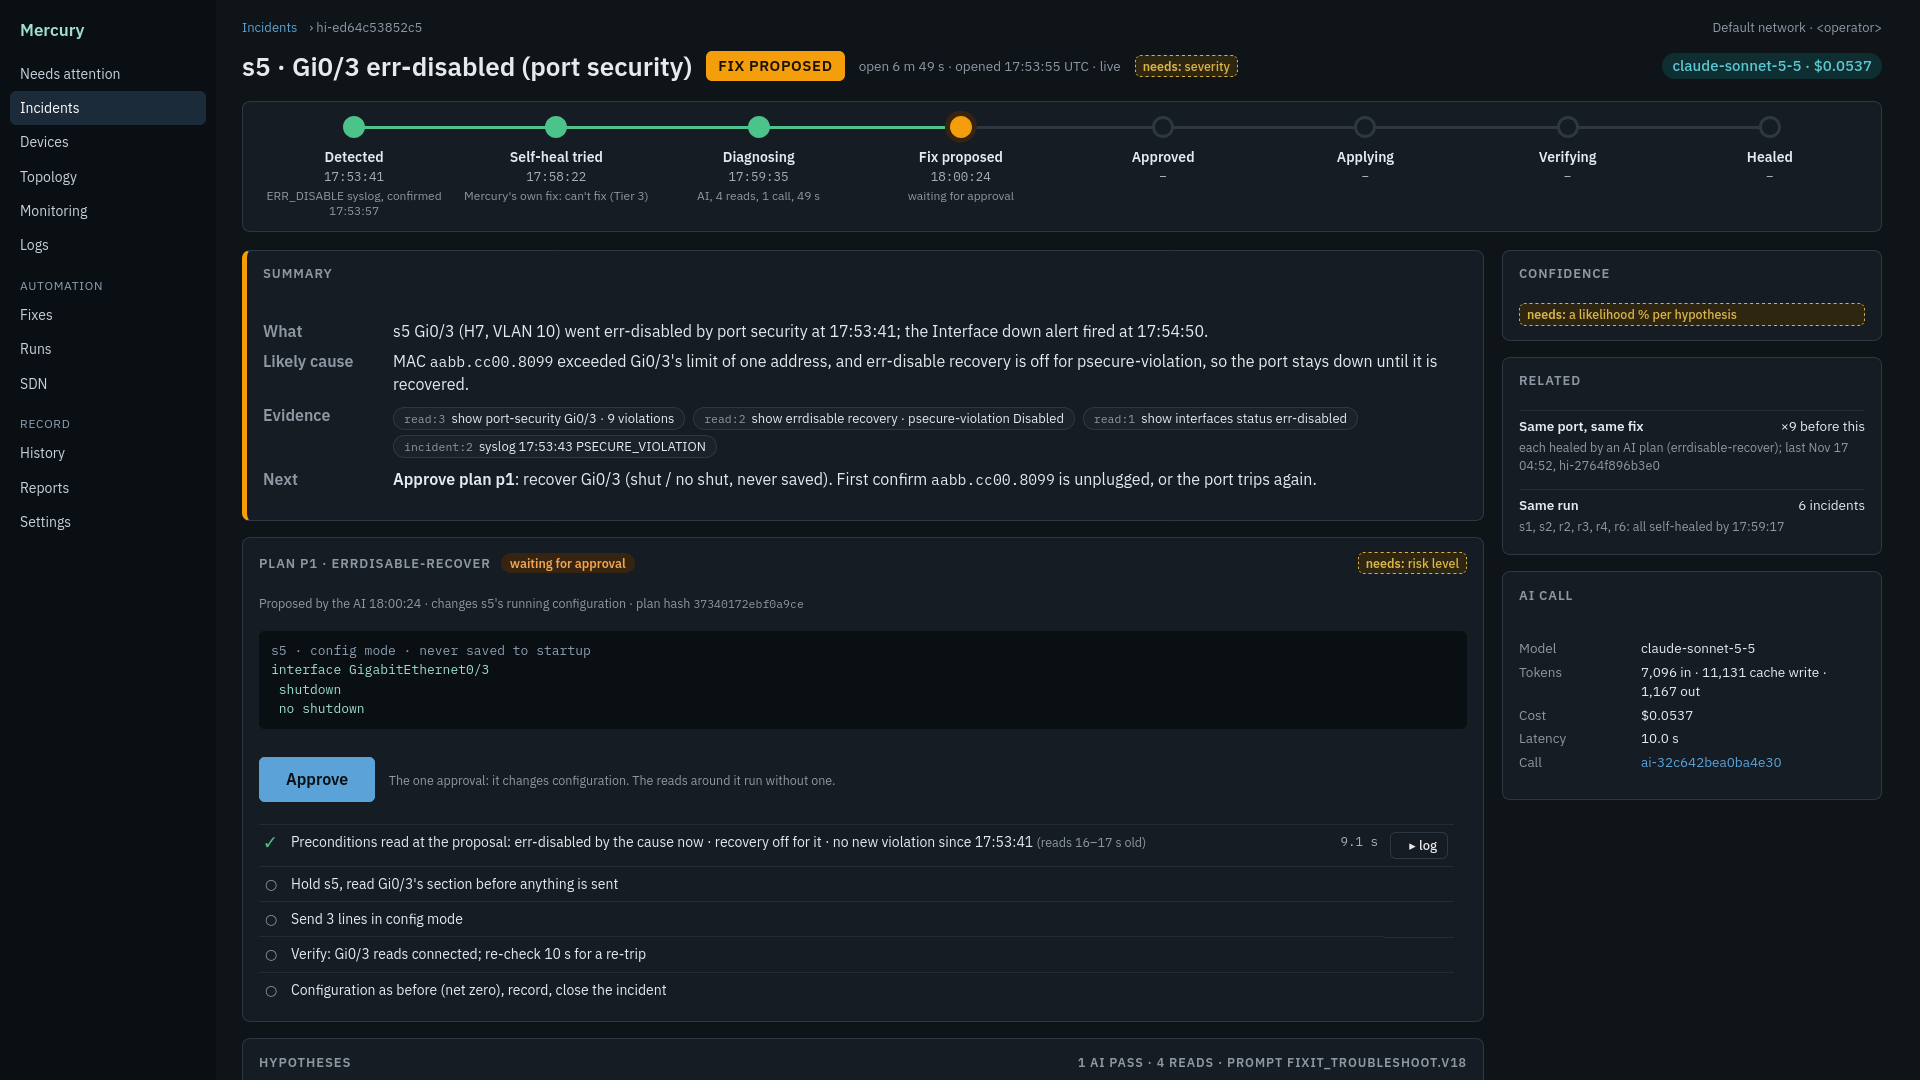 Mercury
Needs attention
Incidents
Devices
Topology
Monitoring
Logs
AUTOMATION
Fixes
Runs
SDN
RECORD
History
Reports
Settings
Incidents › hi-ed64c53852c5
Default network · <operator>
s5 · Gi0/3 err-disabled (port security)
FIX PROPOSED
open 6 m 49 s · opened 17:53:55 UTC · live
needs: severity
claude-sonnet-5-5 · $0.0537
Detected
17:53:41
ERR_DISABLE syslog, confirmed
17:53:57
Self-heal tried
17:58:22
Mercury's own fix: can't fix (Tier 3)
Diagnosing
17:59:35
AI, 4 reads, 1 call, 49 s
Fix proposed
18:00:24
waiting for approval
Approved
–
Applying
–
Verifying
–
Healed
–
SUMMARY
What
s5 Gi0/3 (H7, VLAN 10) went err-disabled by port security at 17:53:41; the Interface down alert fired at 17:54:50.
Likely cause
MAC aabb.cc00.8099 exceeded Gi0/3's limit of one address, and err-disable recovery is off for psecure-violation, so the port stays down until it is
recovered.
Evidence
read:3 show port-security Gi0/3 · 9 violations
read:2 show errdisable recovery · psecure-violation Disabled
read:1 show interfaces status err-disabled
incident:2 syslog 17:53:43 PSECURE_VIOLATION
Next
Approve plan p1: recover Gi0/3 (shut / no shut, never saved). First confirm aabb.cc00.8099 is unplugged, or the port trips again.
PLAN P1 · ERRDISABLE-RECOVER
waiting for approval
needs: risk level
Proposed by the AI 18:00:24 · changes s5's running configuration · plan hash 37340172ebf0a9ce
s5 · config mode · never saved to startup
interface GigabitEthernet0/3
shutdown
no shutdown
Approve
The one approval: it changes configuration. The reads around it run without one.
✓ Preconditions read at the proposal: err-disabled by the cause now · recovery off for it · no new violation since 17:53:41 (reads 16–17 s old)
9.1 s
▸ log
○ Hold s5, read Gi0/3's section before anything is sent
○ Send 3 lines in config mode
○ Verify: Gi0/3 reads connected; re-check 10 s for a re-trip
○ Configuration as before (net zero), record, close the incident
HYPOTHESES
1 AI PASS · 4 READS · PROMPT FIXIT_TROUBLESHOOT.V18
CONFIDENCE
needs: a likelihood % per hypothesis
RELATED
Same port, same fix
×9 before this
each healed by an AI plan (errdisable-recover); last Nov 17
04:52, hi-2764f896b3e0
Same run
6 incidents
s1, s2, r2, r3, r4, r6: all self-healed by 17:59:17
AI CALL
Model
claude-sonnet-5-5
Tokens
7,096 in · 11,131 cache write ·
1,167 out
Cost
$0.0537
Latency
10.0 s
Call
ai-32c642bea0ba4e30